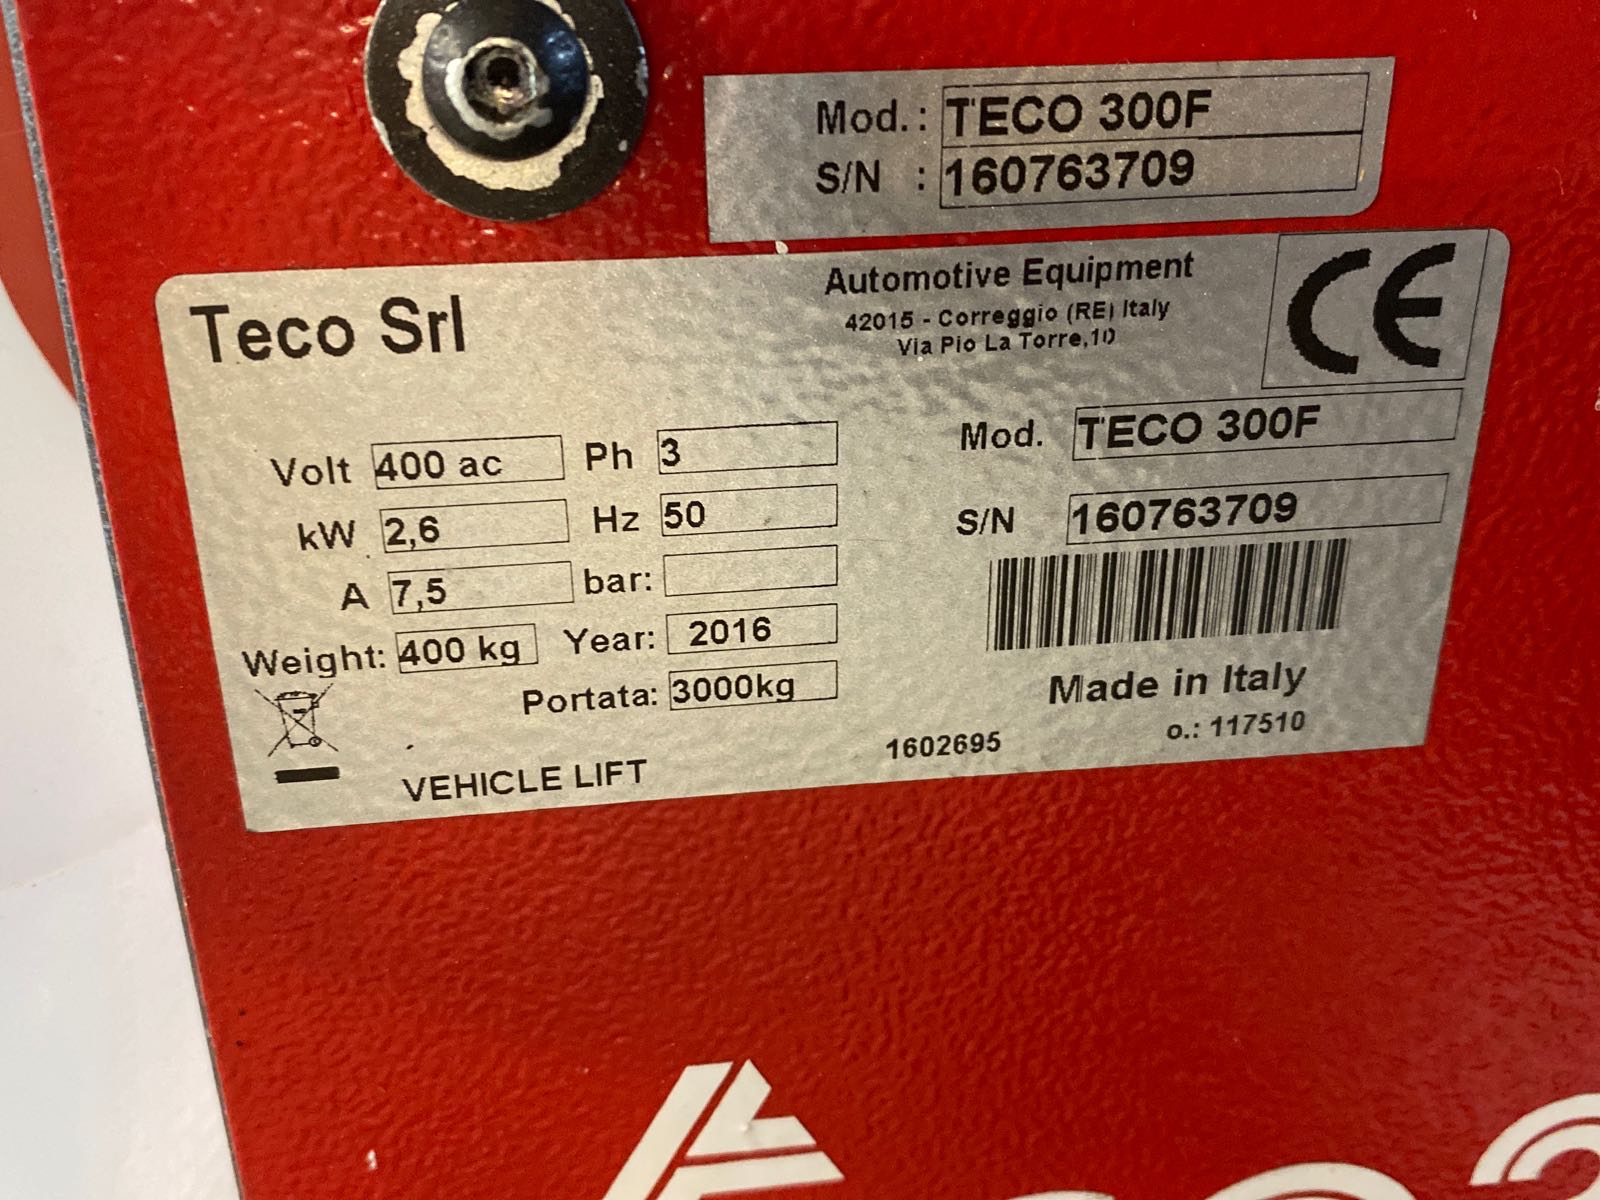 Mod.: TECO 300F
S/N : 160763709
Teco Srl
Automotive Equipment
42015 - Correggio (RE) Italy
Via Pio La Torre,10
CE
Volt 400 ac Ph 3
kW 2,6 Hz 50
A 7,5 bar:
Weight: 400 kg Year: 2016
Portata: 3000kg
VEHICLE LIFT
Mod. TECO 300F
S/N 160763709
Made in Italy
1602695
o.: 117510